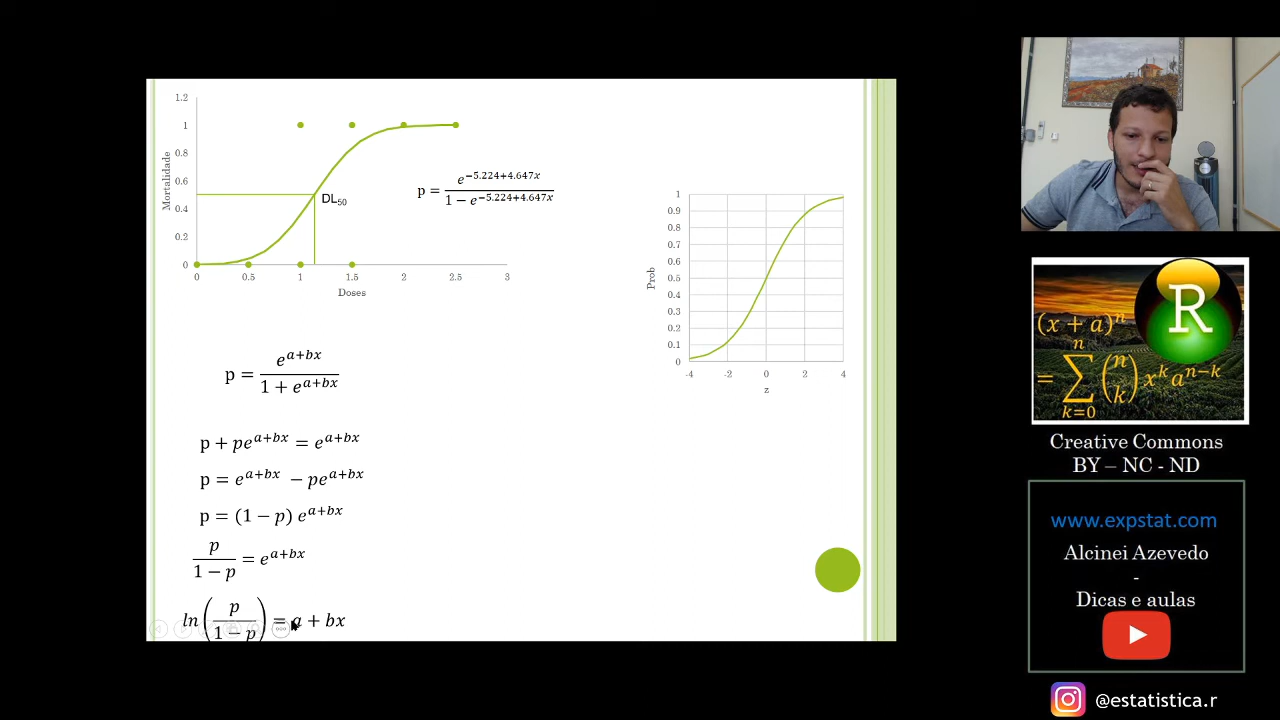 1.2
1
0.8
0.6
0.4
0.2
0
Mortalidade
DL50
0 0.5 1 1.5 2 2.5 3
Doses
p = e^(−5.224+4.647x) / (1 − e^(−5.224+4.647x))
1
0.9
0.8
0.7
0.6
0.5
0.4
0.3
0.2
0.1
0
Prob
-4 -2 0 2 4
z
p = e^(a+bx) / (1 + e^(a+bx))
p + pe^(a+bx) = e^(a+bx)
p = e^(a+bx) − pe^(a+bx)
p = (1 − p) e^(a+bx)
p / (1 − p) = e^(a+bx)
ln(p / (1 − p)) = a + bx
R
(x + a)^n
= ∑_(k=0)^n (n k) x^k a^(n−k)
Creative Commons
BY – NC - ND
www.expstat.com
Alcinei Azevedo
-
Dicas e aulas
@estatistica.r